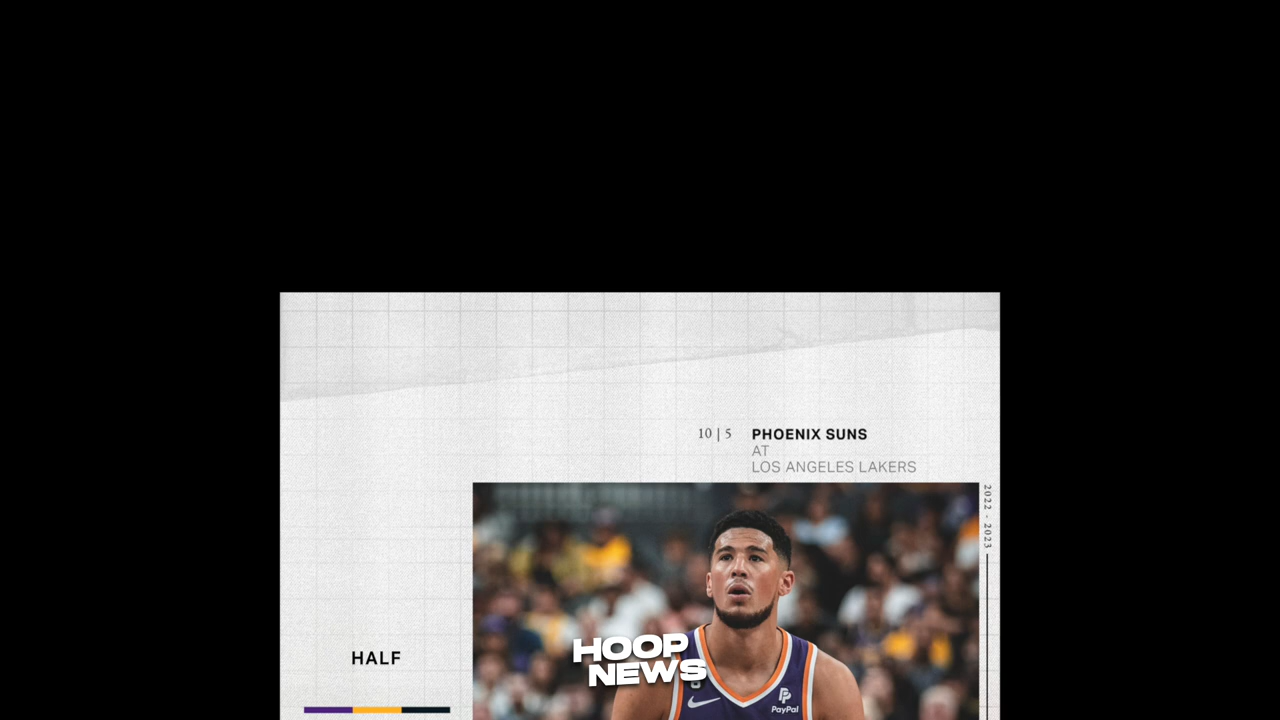 10 | 5 PHOENIX SUNS
AT
LOS ANGELES LAKERS
2022 - 2023
HALF
HOOP
NEWS
PayPal